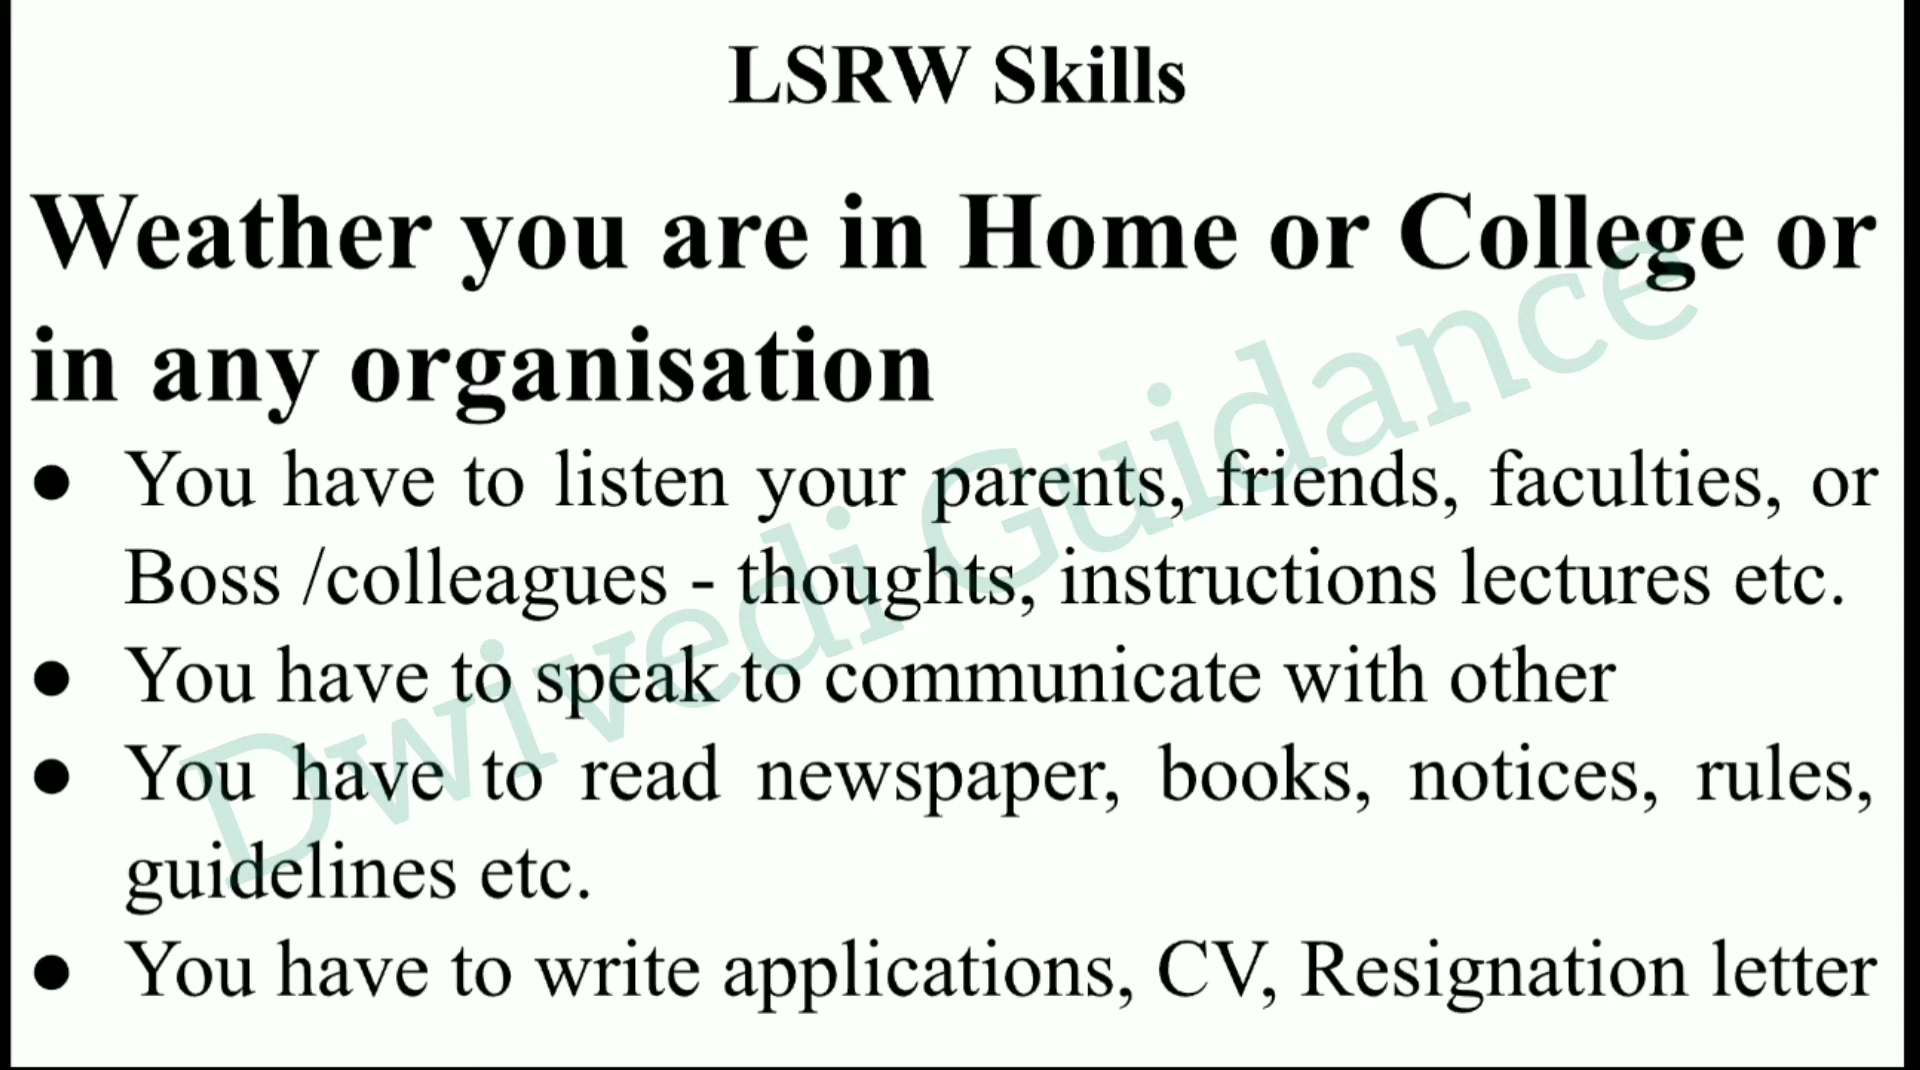 LSRW Skills
Weather you are in Home or College or
in any organisation
● You have to listen your parents, friends, faculties, or
Boss /colleagues - thoughts, instructions lectures etc.
● You have to speak to communicate with other
● You have to read newspaper, books, notices, rules,
guidelines etc.
● You have to write applications, CV, Resignation letter
Dwivedi Guidance